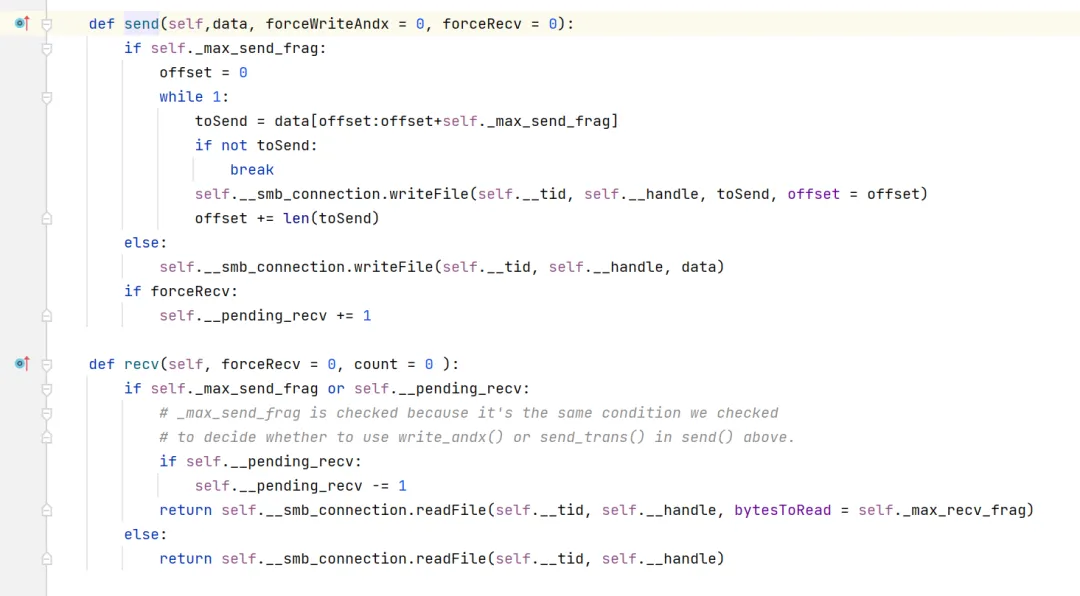 def send(self,data, forceWriteAndx = 0, forceRecv = 0):
    if self._max_send_frag:
        offset = 0
        while 1:
            toSend = data[offset:offset+self._max_send_frag]
            if not toSend:
                break
            self.__smb_connection.writeFile(self.__tid, self.__handle, toSend, offset = offset)
            offset += len(toSend)
    else:
        self.__smb_connection.writeFile(self.__tid, self.__handle, data)
    if forceRecv:
        self.__pending_recv += 1

def recv(self, forceRecv = 0, count = 0 ):
    if self._max_send_frag or self.__pending_recv:
        # _max_send_frag is checked because it's the same condition we checked
        # to decide whether to use write_andx() or send_trans() in send() above.
        if self.__pending_recv:
            self.__pending_recv -= 1
        return self.__smb_connection.readFile(self.__tid, self.__handle, bytesToRead = self._max_recv_frag)
    else:
        return self.__smb_connection.readFile(self.__tid, self.__handle)